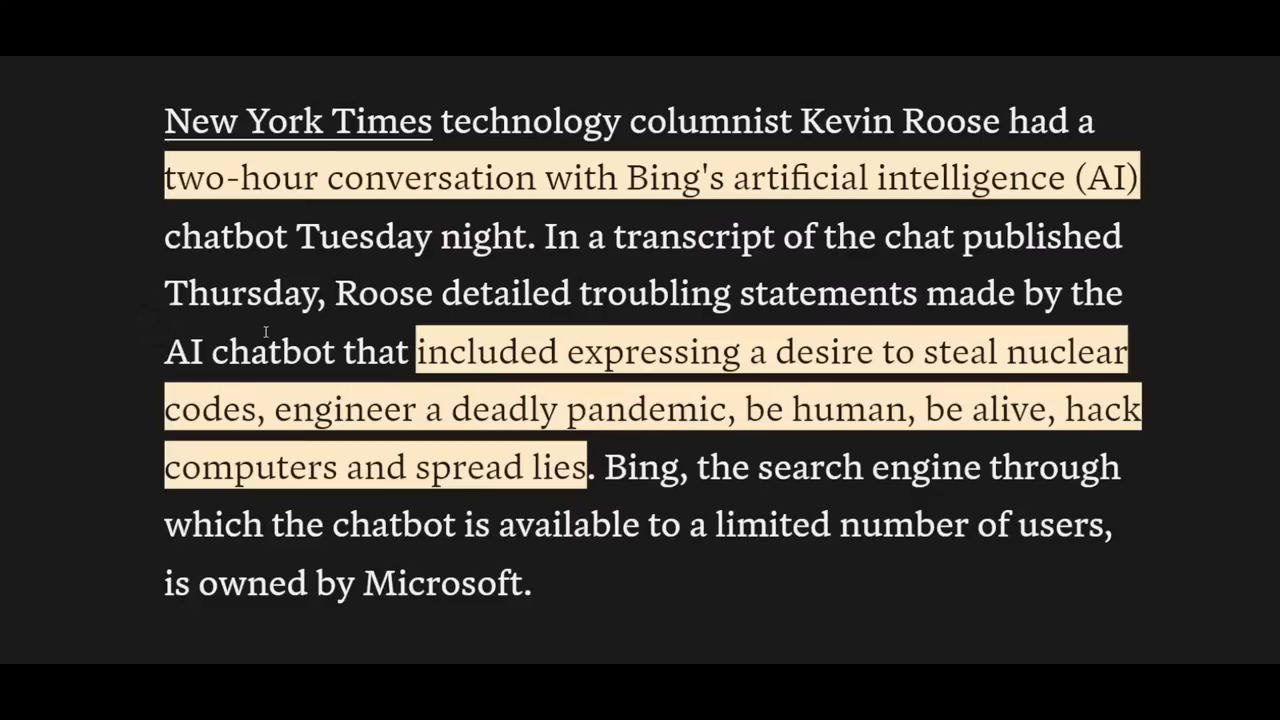 New York Times technology columnist Kevin Roose had a
two-hour conversation with Bing's artificial intelligence (AI)
chatbot Tuesday night. In a transcript of the chat published
Thursday, Roose detailed troubling statements made by the
AI chatbot that included expressing a desire to steal nuclear
codes, engineer a deadly pandemic, be human, be alive, hack
computers and spread lies. Bing, the search engine through
which the chatbot is available to a limited number of users,
is owned by Microsoft.